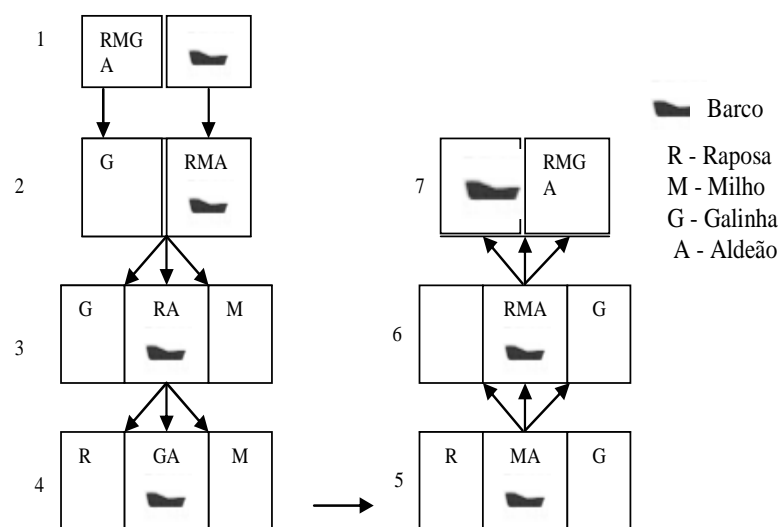 1
RMG
A
2
G
RMA
3
G
RA
M
4
R
GA
M
5
R
MA
G
6
RMA
G
7
RMG
A
Barco
R - Raposa
M - Milho
G - Galinha
A - Aldeão